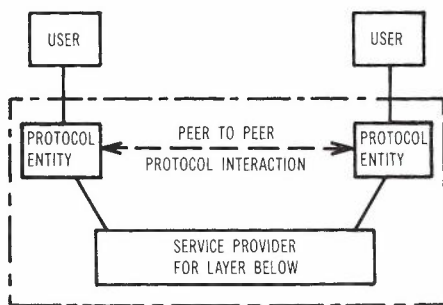 USER
USER
PROTOCOL
ENTITY
PEER TO PEER
PROTOCOL INTERACTION
PROTOCOL
ENTITY
SERVICE PROVIDER
FOR LAYER BELOW